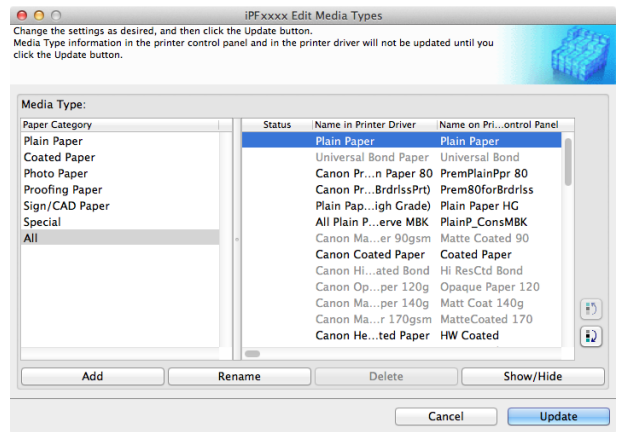 iPFxxxx Edit Media Types
Change the settings as desired, and then click the Update button.
Media Type information in the printer control panel and in the printer driver will not be updated until you
click the Update button.
Media Type:
Paper Category Status Name in Printer Driver Name on Pri...ontrol Panel
Plain Paper Plain Paper Plain Paper
Coated Paper Universal Bond Paper Universal Bond
Photo Paper Canon Pr...n Paper 80 PremPlainPpr 80
Proofing Paper Canon Pr...BrdrlssPrt) Prem80forBrdrlss
Sign/CAD Paper Plain Pap...igh Grade) Plain Paper HG
Special All Plain P...erve MBK PlainP_ConsMBK
All Canon Ma...er 90gsm Matte Coated 90
Canon Coated Paper Coated Paper
Canon Hi...ated Bond Hi ResCtd Bond
Canon Op...per 120g Opaque Paper 120
Canon Ma...per 140g Matt Coat 140g
Canon Ma...r 170gsm MatteCoated 170
Canon He...ted Paper HW Coated
Add Rename Delete Show/Hide
Cancel Update